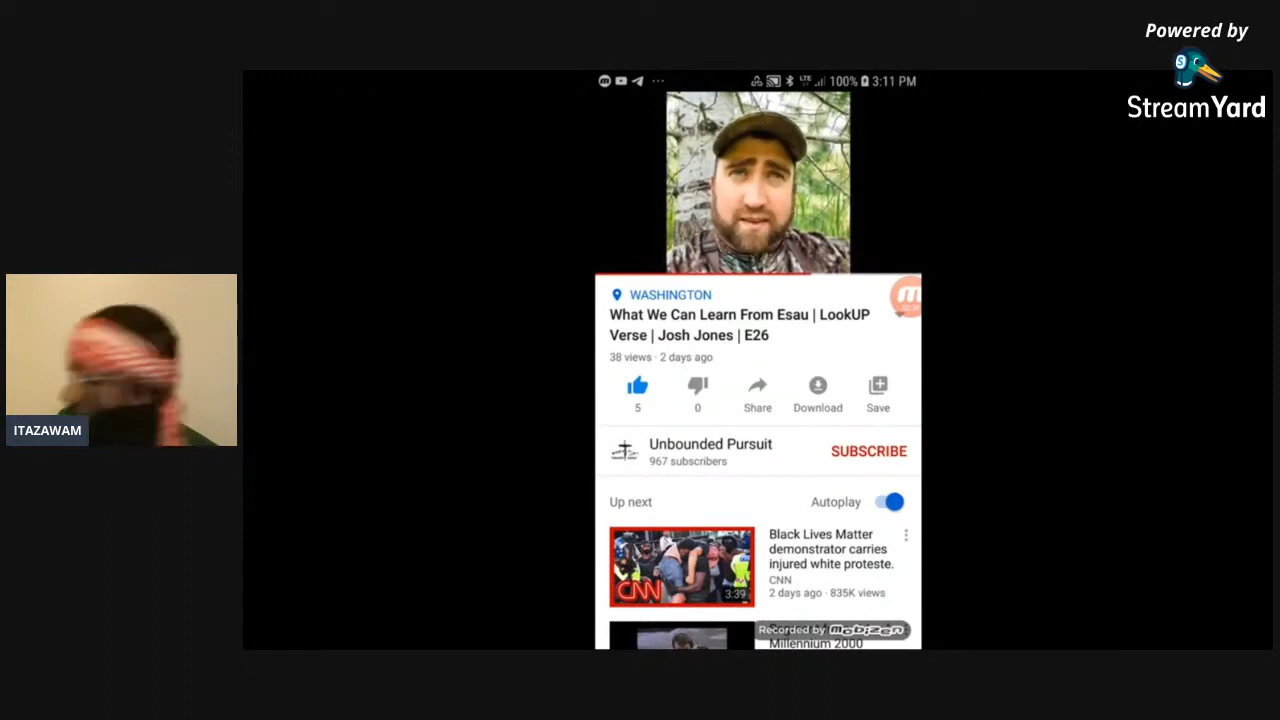 Powered by
StreamYard
100% 3:11 PM
WASHINGTON
What We Can Learn From Esau | LookUP
Verse | Josh Jones | E26
38 views · 2 days ago
5
0
Share
Download
Save
Unbounded Pursuit
967 subscribers
SUBSCRIBE
Up next
Autoplay
Black Lives Matter
demonstrator carries
injured white proteste.
CNN
2 days ago · 835K views
CNN
3:39
Recorded by mobizen
Millennium 2000
ITAZAWAM